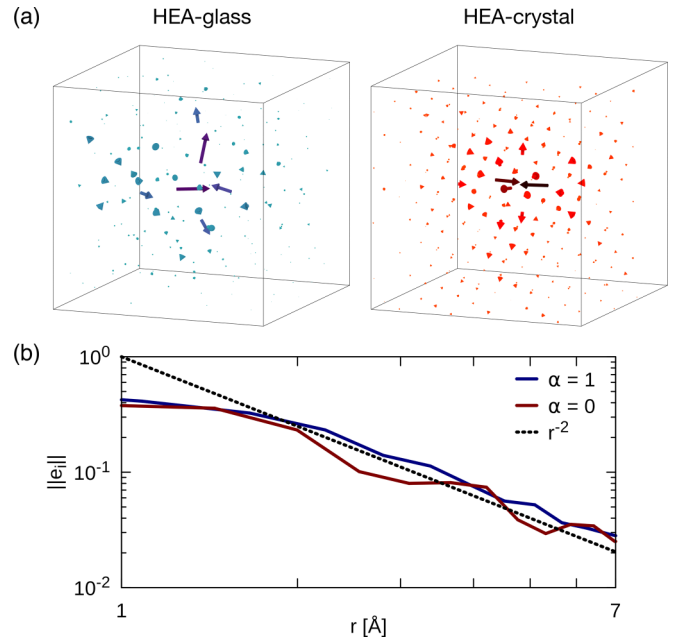 (a)
HEA-glass
HEA-crystal
(b)
10⁰
10⁻¹
10⁻²
||eᵢ||
α = 1
α = 0
r⁻²
1
7
r [Å]